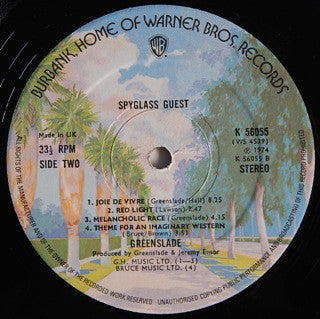 BURBANK, HOME OF WARNER BROS. RECORDS
WB
SPYGLASS GUEST
Made in UK
33⅓ RPM
SIDE TWO
K 56055
(WS 4539)
℗ 1974
K 56055 B
STEREO
1. JOIE DE VIVRE (Greenslade/Hall) 8.25
2. RED LIGHT (Lawson) 2.47
3. MELANCHOLIC RACE (Greenslade) 4.15
4. THEME FOR AN IMAGINARY WESTERN
(Bruce/Brown) 3.53
GREENSLADE
Produced by Greenslade & Jeremy Ensor
G.H. MUSIC LTD. (1—3)
BRUCE MUSIC LTD. (4)
ALL RIGHTS OF THE MANUFACTURER AND OF THE OWNER OF THE RECORDED WORK RESERVED UNAUTHORISED COPYING PUBLIC PERFORMANCE AND BROADCASTING OF THIS RECORD PROHIBITED